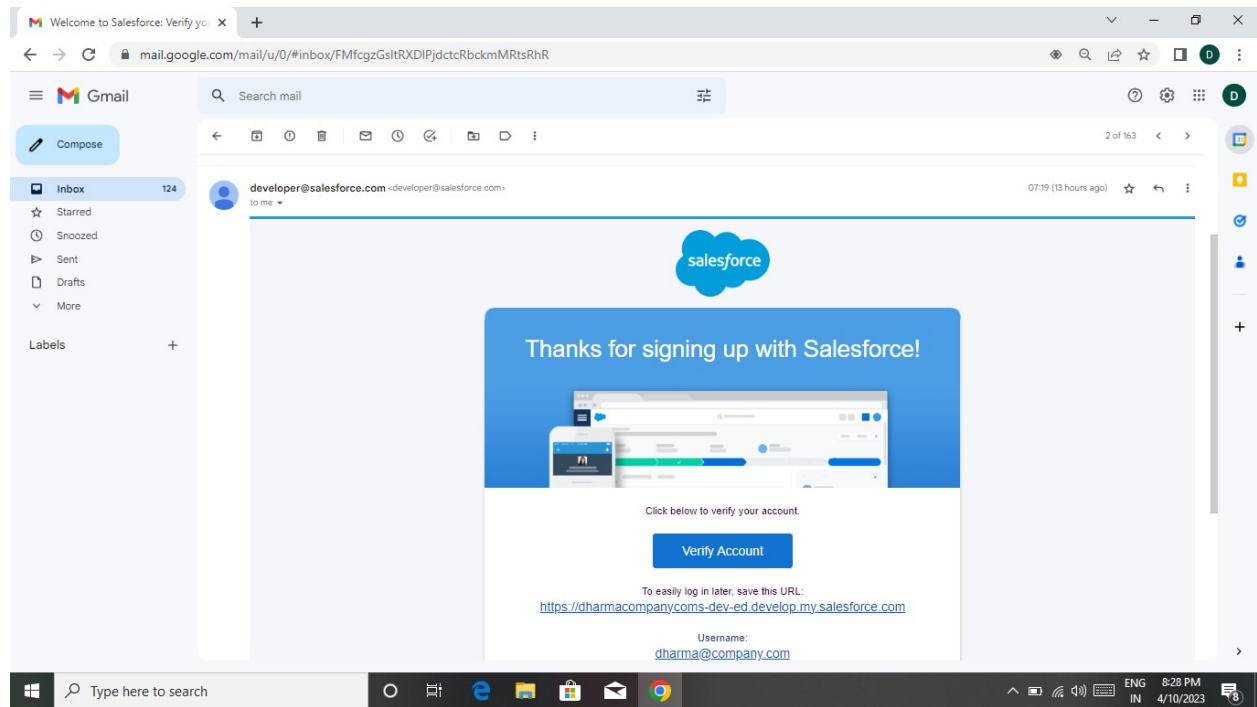 Welcome to Salesforce: Verify yo
mail.google.com/mail/u/0/#inbox/FMfcgzGsltRXDlPjdctcRbckmMRtsRhR
D
Gmail
Search mail
D
Compose
2 of 163
Inbox 124
Starred
Snoozed
Sent
Drafts
More
Labels
developer@salesforce.com <developer@salesforce.com>
07:19 (13 hours ago)
to me
salesforce
Thanks for signing up with Salesforce!
Click below to verify your account.
Verify Account
To easily log in later, save this URL:
https://dharmacompanycoms-dev-ed.develop.my.salesforce.com
Username:
dharma@company.com
Type here to search
ENG
IN
8:28 PM
4/10/2023
8